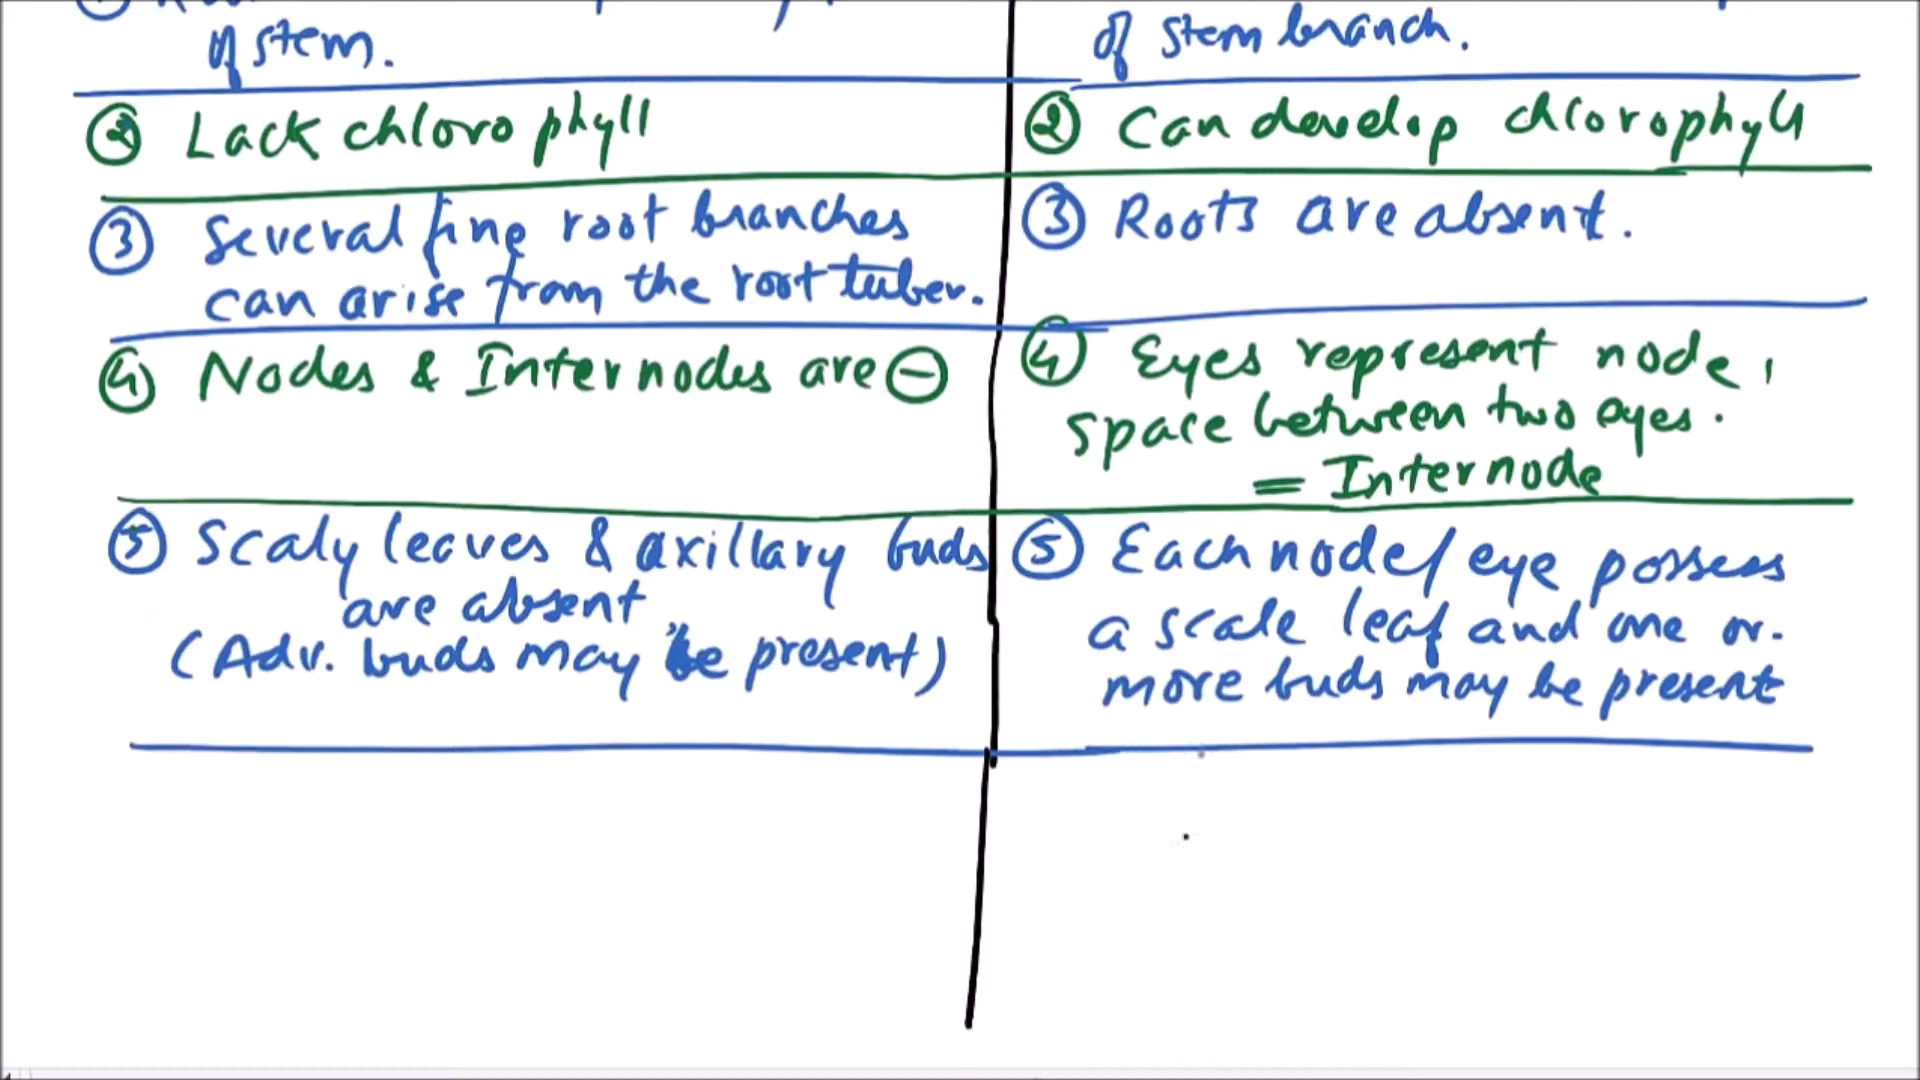 of stem.
② Lack chlorophyll
③ Several fine root branches
can arise from the root tuber.
④ Nodes & Internodes are ⊖
⑤ Scaly leaves & axillary buds
are absent
(Adv. buds may be present)
of stem branch.
② Can develop chlorophyll
③ Roots are absent.
④ Eyes represent node,
space between two eyes.
= Internode
⑤ Each node/eye possess
a scale leaf and one or
more buds may be present